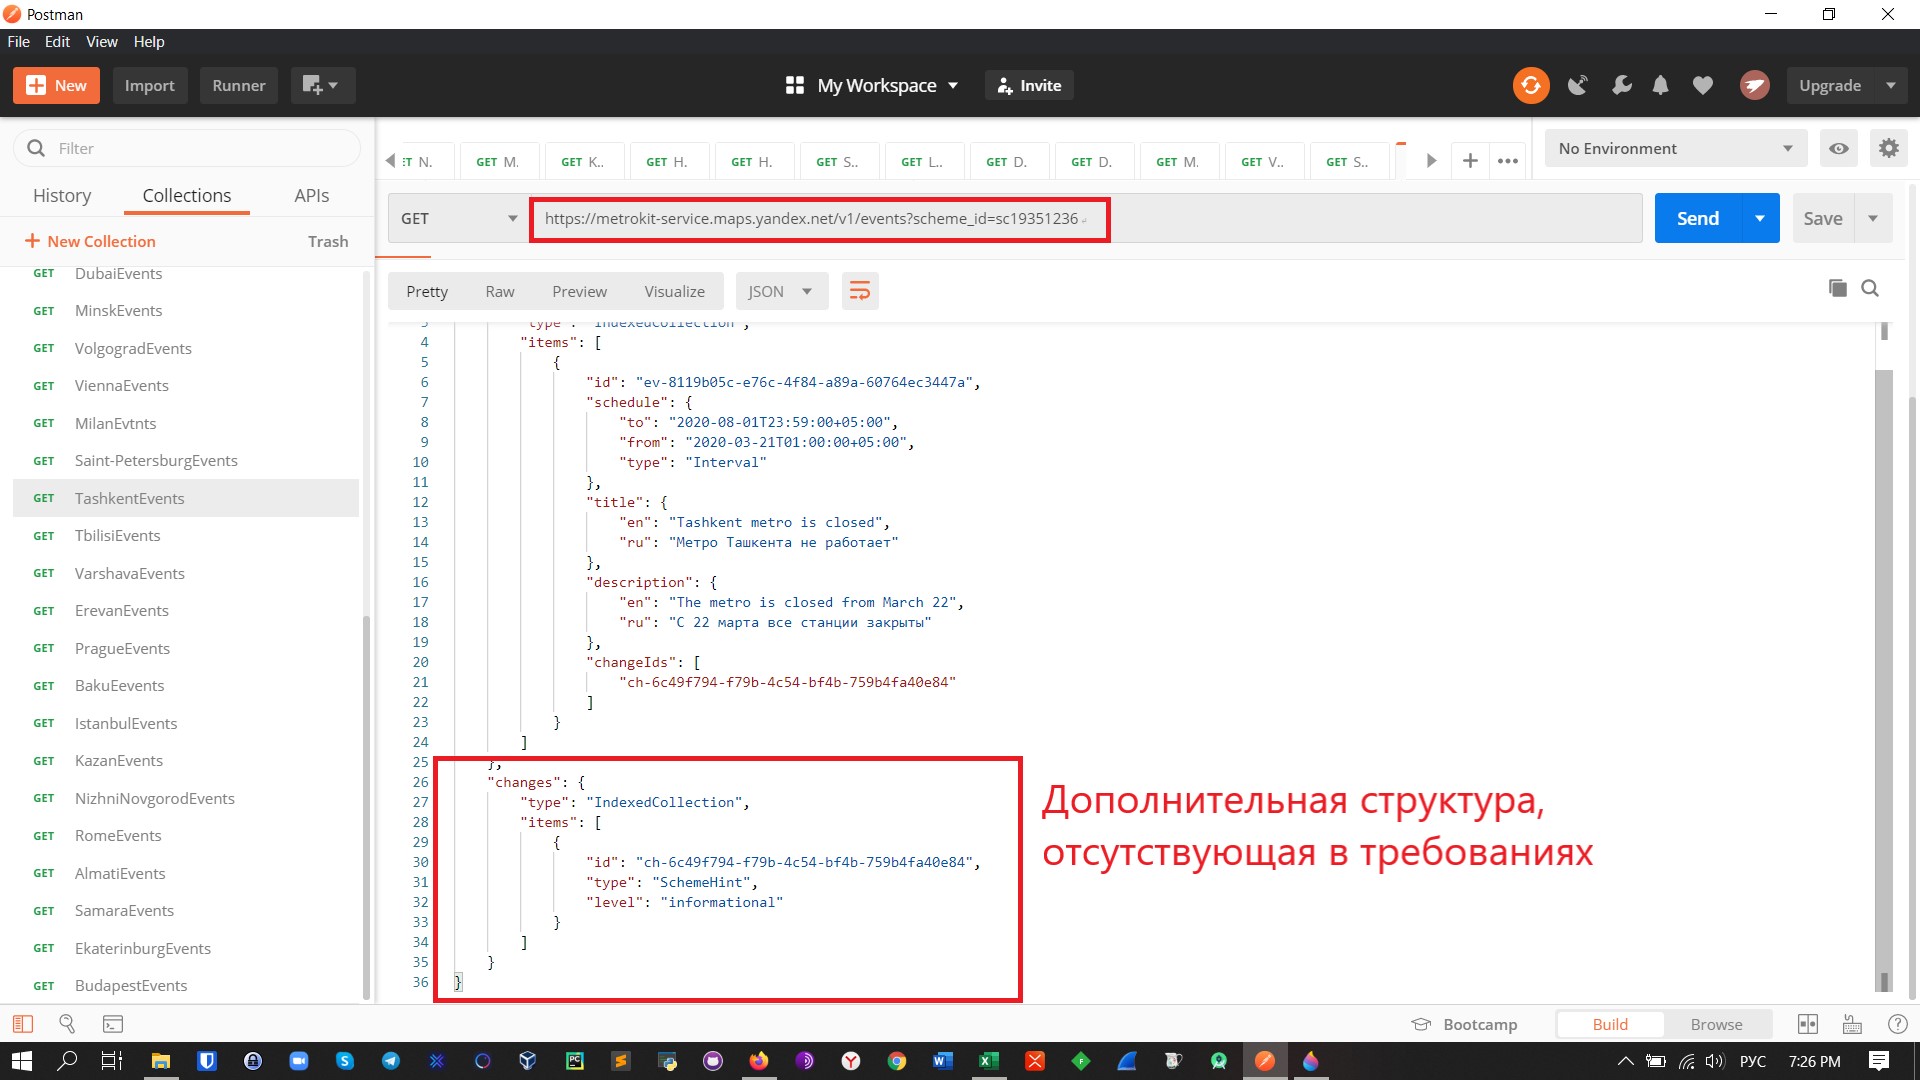 Postman
File Edit View Help
New Import Runner My Workspace Invite Upgrade
Filter
History Collections APIs
New Collection Trash
GET DubaiEvents
GET MinskEvents
GET VolgogradEvents
GET ViennaEvents
GET MilanEvtnts
GET Saint-PetersburgEvents
GET TashkentEvents
GET TbilisiEvents
GET VarshavaEvents
GET ErevanEvents
GET PragueEvents
GET BakuEevents
GET IstanbulEvents
GET KazanEvents
GET NizhniNovgorodEvents
GET RomeEvents
GET AlmatiEvents
GET SamaraEvents
GET EkaterinburgEvents
GET BudapestEvents
ET N. GET M. GET K.. GET H. GET H. GET S.. GET L.. GET D. GET D. GET M. GET V.. GET S..
No Environment
GET https://metrokit-service.maps.yandex.net/v1/events?scheme_id=sc19351236 Send Save
Pretty Raw Preview Visualize JSON
3 "type": "IndexedCollection",
4 "items": [
5 {
6 "id": "ev-8119b05c-e76c-4f84-a89a-60764ec3447a",
7 "schedule": {
8 "to": "2020-08-01T23:59:00+05:00",
9 "from": "2020-03-21T01:00:00+05:00",
10 "type": "Interval"
11 },
12 "title": {
13 "en": "Tashkent metro is closed",
14 "ru": "Метро Ташкента не работает"
15 },
16 "description": {
17 "en": "The metro is closed from March 22",
18 "ru": "С 22 марта все станции закрыты"
19 },
20 "changeIds": [
21 "ch-6c49f794-f79b-4c54-bf4b-759b4fa40e84"
22 ]
23 }
24 ]
25 },
26 "changes": {
27 "type": "IndexedCollection",
28 "items": [
29 {
30 "id": "ch-6c49f794-f79b-4c54-bf4b-759b4fa40e84",
31 "type": "SchemeHint",
32 "level": "informational"
33 }
34 ]
35 }
36 }
Дополнительная структура,
отсутствующая в требованиях
Bootcamp Build Browse
РУС 7:26 PM